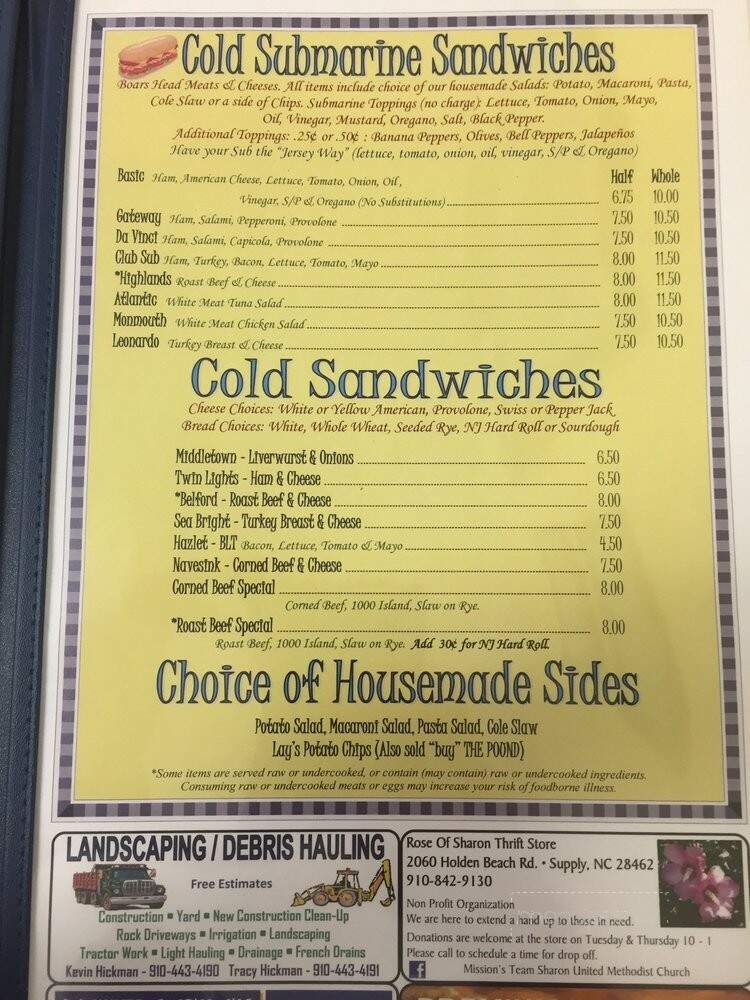 Cold Submarine Sandwiches
Boars Head Meats & Cheeses. All items include choice of our housemade Salads: Potato, Macaroni, Pasta,
Cole Slaw or a side of Chips. Submarine Toppings (no charge): Lettuce, Tomato, Onion, Mayo,
Oil, Vinegar, Mustard, Oregano, Salt, Black Pepper.
Additional Toppings: .25¢ or .50¢ : Banana Peppers, Olives, Bell Peppers, Jalapeños
Have your Sub the "Jersey Way" (lettuce, tomato, onion, oil, vinegar, S/P & Oregano)
Half Whole
Basic Ham, American Cheese, Lettuce, Tomato, Onion, Oil,
Vinegar, S/P & Oregano (No Substitutions) 6.75 10.00
Gateway Ham, Salami, Pepperoni, Provolone 7.50 10.50
Da Vinci Ham, Salami, Capicola, Provolone 7.50 10.50
Club Sub Ham, Turkey, Bacon, Lettuce, Tomato, Mayo 8.00 11.50
*Highlands Roast Beef & Cheese 8.00 11.50
Atlantic White Meat Tuna Salad 8.00 11.50
Monmouth White Meat Chicken Salad 7.50 10.50
Leonardo Turkey Breast & Cheese 7.50 10.50
Cold Sandwiches
Cheese Choices: White or Yellow American, Provolone, Swiss or Pepper Jack
Bread Choices: White, Whole Wheat, Seeded Rye, NJ Hard Roll or Sourdough
Middletown - Liverwurst & Onions 6.50
Twin Lights - Ham & Cheese 6.50
*Belford - Roast Beef & Cheese 8.00
Sea Bright - Turkey Breast & Cheese 7.50
Hazlet - BLT Bacon, Lettuce, Tomato & Mayo 4.50
Navesink - Corned Beef & Cheese 7.50
Corned Beef Special 8.00
Corned Beef, 1000 Island, Slaw on Rye.
*Roast Beef Special 8.00
Roast Beef, 1000 Island, Slaw on Rye. Add 30¢ for NJ Hard Roll.
Choice of Housemade Sides
Potato Salad, Macaroni Salad, Pasta Salad, Cole Slaw
Lay's Potato Chips (Also sold "buy" THE POUND)
*Some items are served raw or undercooked, or contain (may contain) raw or undercooked ingredients.
Consuming raw or undercooked meats or eggs may increase your risk of foodborne illness.
LANDSCAPING / DEBRIS HAULING
Free Estimates
Construction ▪ Yard ▪ New Construction Clean-Up
Rock Driveways ▪ Irrigation ▪ Landscaping
Tractor Work ▪ Light Hauling ▪ Drainage ▪ French Drains
Kevin Hickman - 910-443-4190 Tracy Hickman - 910-443-4191
Rose Of Sharon Thrift Store
2060 Holden Beach Rd. • Supply, NC 28462
910-842-9130
Non Profit Organization
We are here to extend a hand up to those in need.
Donations are welcome at the store on Tuesday & Thursday 10 - 1
Please call to schedule a time for drop off.
f Mission's Team Sharon United Methodist Church